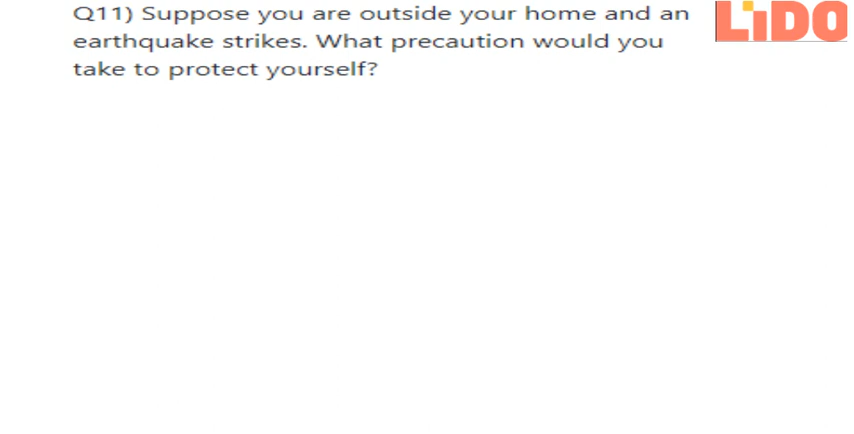 Q11) Suppose you are outside your home and an
earthquake strikes. What precaution would you
take to protect yourself?
LiDO